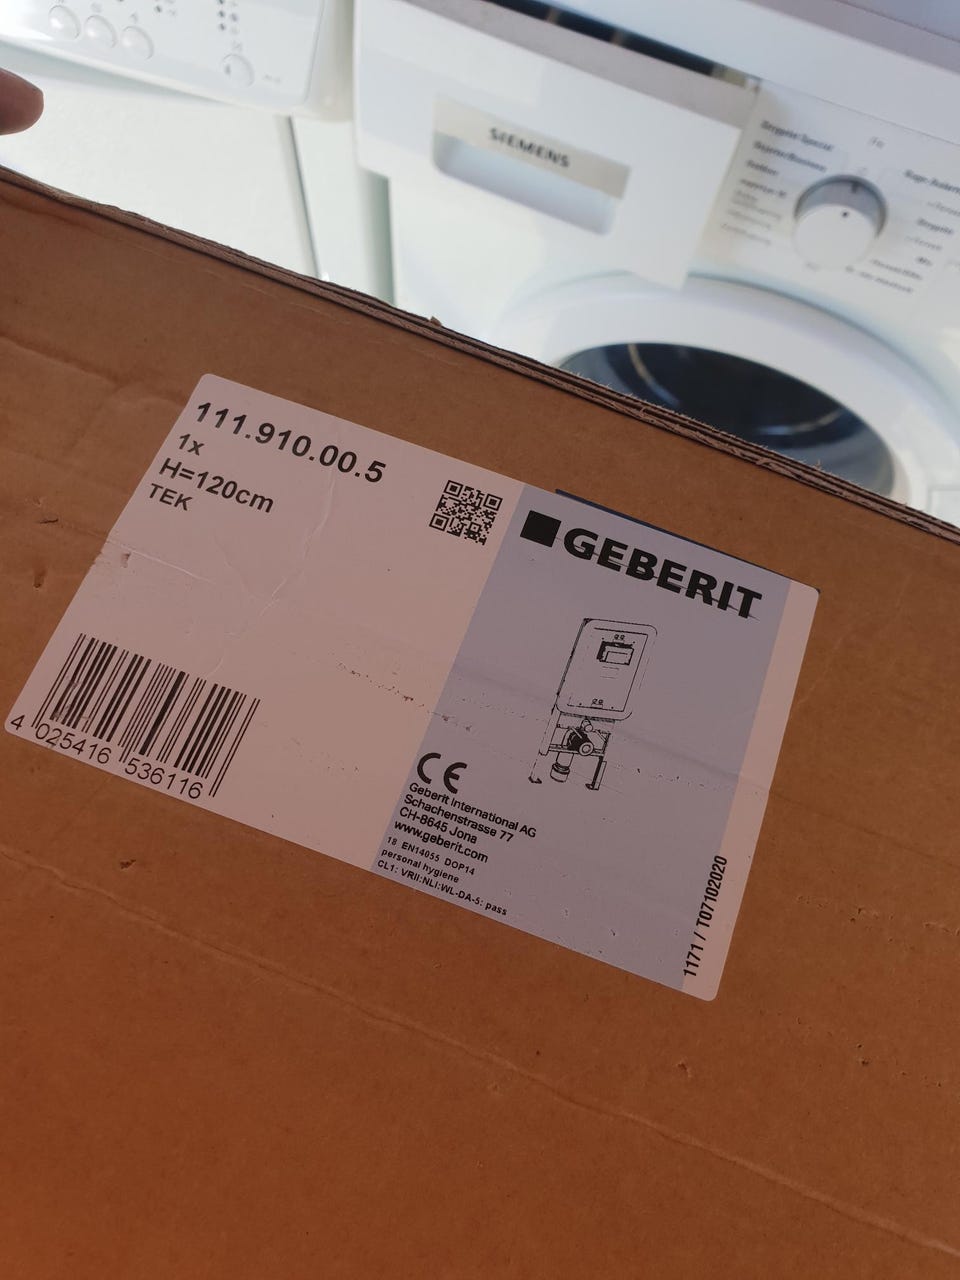 SIEMENS
111.910.00.5
1x
H=120cm
TEK
GEBERIT
4 025416 536116
CE
Geberit International AG
Schachenstrasse 77
CH-8645 Jona
www.geberit.com
18 EN14055 DOP14
personal hygiene
CL1: VRII:NLI:WL-DA-5: pass
1171 / T07102020